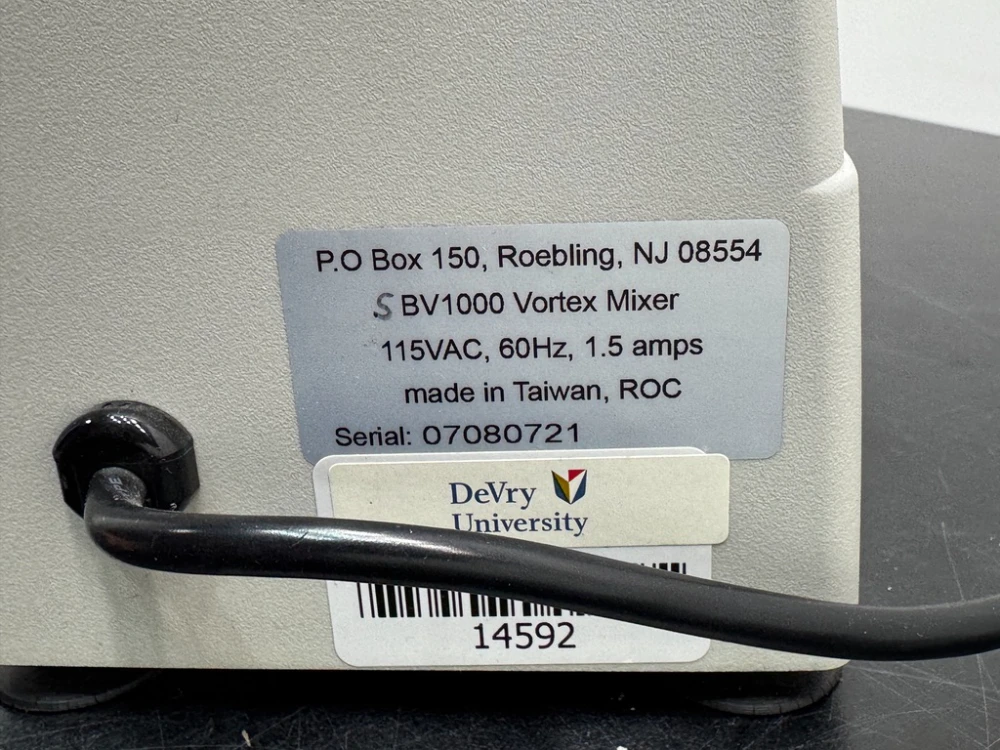 P.O Box 150, Roebling, NJ 08554
S BV1000 Vortex Mixer
115VAC, 60Hz, 1.5 amps
made in Taiwan, ROC
Serial: 07080721
DeVry
University
14592